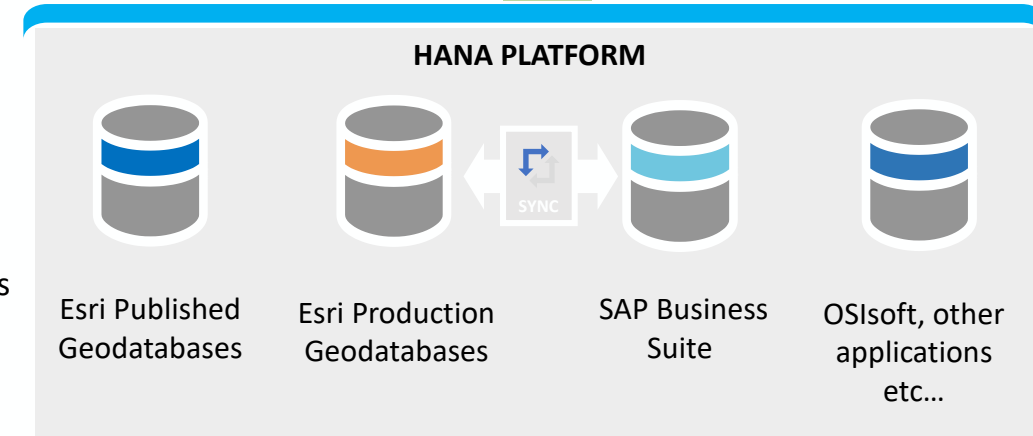 HANA PLATFORM
SYNC
s
Esri Published
Geodatabases
Esri Production
Geodatabases
SAP Business
Suite
OSIsoft, other
applications
etc…